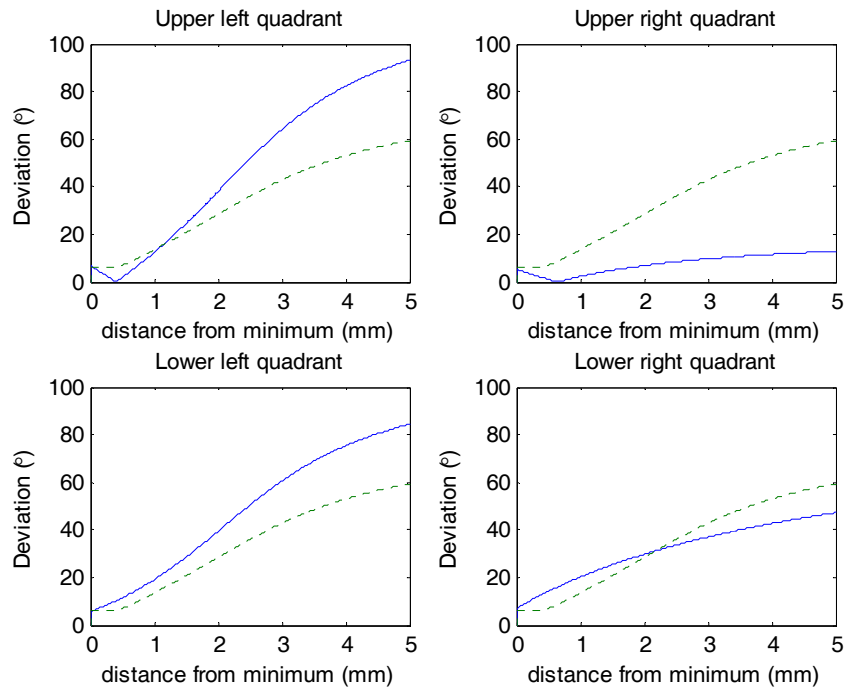 Upper left quadrant
Upper right quadrant
100
80
60
40
20
0
Deviation (°)
0 1 2 3 4 5
distance from minimum (mm)
100
80
60
40
20
0
Deviation (°)
0 1 2 3 4 5
distance from minimum (mm)
Lower left quadrant
Lower right quadrant
100
80
60
40
20
0
Deviation (°)
0 1 2 3 4 5
distance from minimum (mm)
100
80
60
40
20
0
Deviation (°)
0 1 2 3 4 5
distance from minimum (mm)